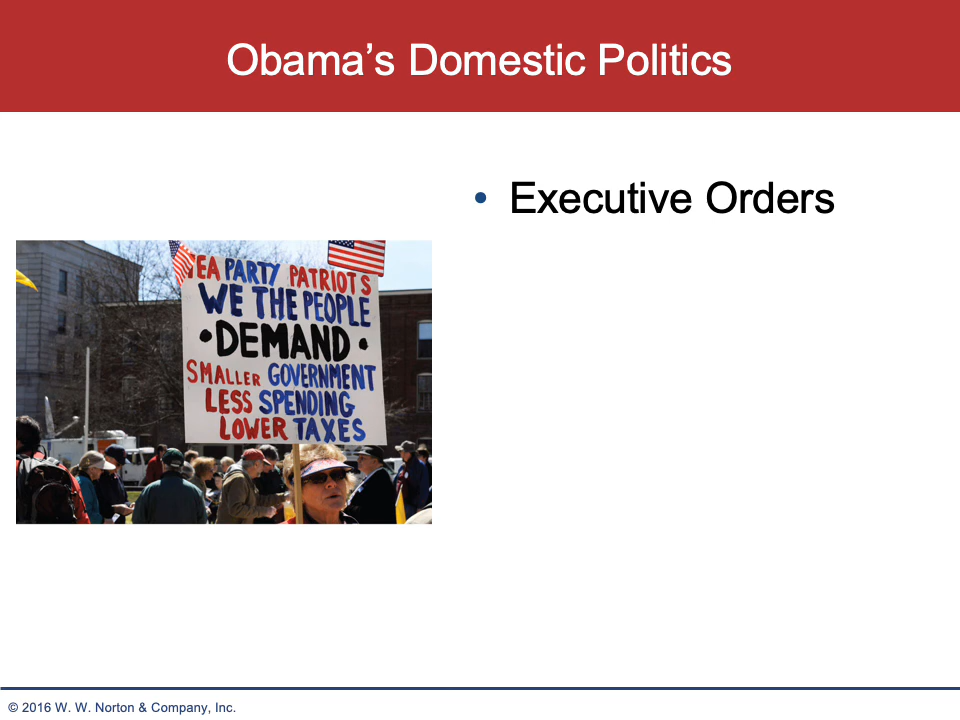 Obama’s Domestic Politics
• Executive Orders
TEA PARTY PATRIOTS
WE THE PEOPLE
• DEMAND •
SMALLER GOVERNMENT
LESS SPENDING
LOWER TAXES
© 2016 W. W. Norton & Company, Inc.